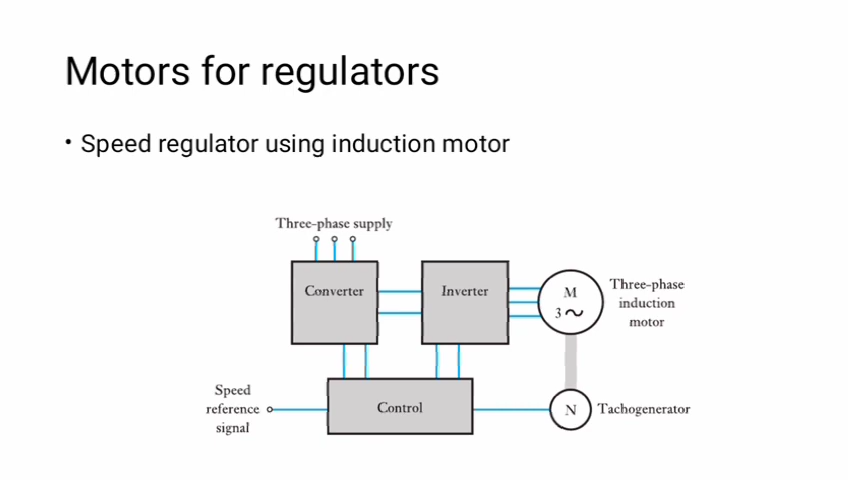 Motors for regulators
• Speed regulator using induction motor
Three-phase supply
Converter
Inverter
M
3~
Three-phase
induction
motor
Speed
reference
signal
Control
N
Tachogenerator